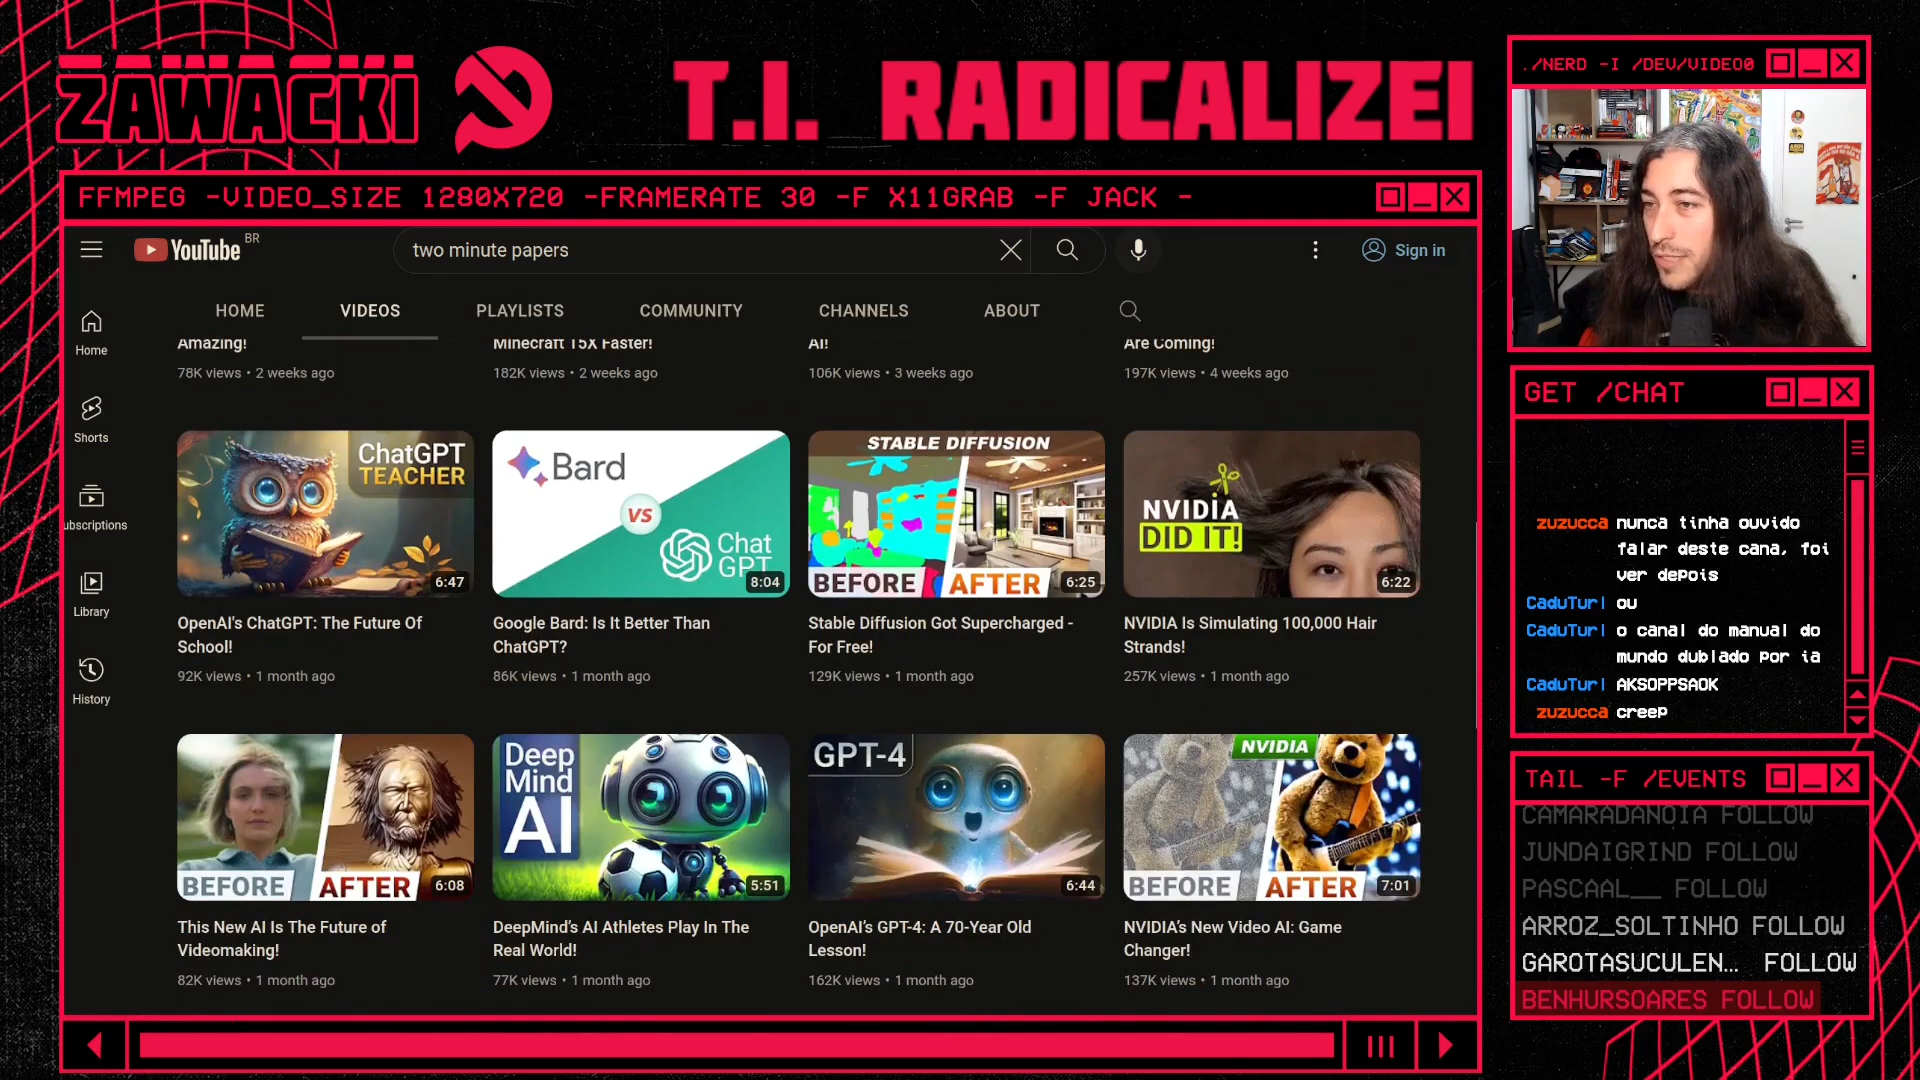 ZAWACKI
T.I. RADICALIZEI
./NERD -I /DEV/VIDEO0
FFMPEG -VIDEO_SIZE 1280X720 -FRAMERATE 30 -F X11GRAB -F JACK -
YouTube BR
two minute papers
Sign in
HOME VIDEOS PLAYLISTS COMMUNITY CHANNELS ABOUT
Home
Shorts
ubscriptions
Library
History
Amazing!
78K views • 2 weeks ago
Minecraft 15X Faster!
182K views • 2 weeks ago
AI!
106K views • 3 weeks ago
Are Coming!
197K views • 4 weeks ago
ChatGPT
TEACHER
6:47
OpenAI's ChatGPT: The Future Of
School!
92K views • 1 month ago
Bard
VS
Chat
GPT
8:04
Google Bard: Is It Better Than
ChatGPT?
86K views • 1 month ago
STABLE DIFFUSION
BEFORE AFTER
6:25
Stable Diffusion Got Supercharged -
For Free!
129K views • 1 month ago
NVIDIA
DID IT!
6:22
NVIDIA Is Simulating 100,000 Hair
Strands!
257K views • 1 month ago
BEFORE AFTER
6:08
This New AI Is The Future of
Videomaking!
82K views • 1 month ago
Deep
Mind
AI
5:51
DeepMind’s AI Athletes Play In The
Real World!
77K views • 1 month ago
GPT-4
6:44
OpenAI’s GPT-4: A 70-Year Old
Lesson!
162K views • 1 month ago
NVIDIA
BEFORE AFTER
7:01
NVIDIA’s New Video AI: Game
Changer!
137K views • 1 month ago
GET /CHAT
zuzucca nunca tinha ouvido
falar deste cana, foi
ver depois
CaduTurl ou
CaduTurl o canal do manual do
mundo dublado por ia
CaduTurl AKSOPPSAOK
zuzucca creep
TAIL -F /EVENTS
CAMARADANOIA FOLLOW
JUNDAIGRIND FOLLOW
PASCAAL__ FOLLOW
ARROZ_SOLTINHO FOLLOW
GAROTASUCULEN... FOLLOW
BENHURSOARES FOLLOW